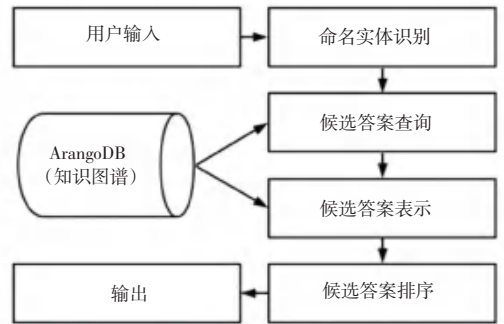 用户输入
命名实体识别
候选答案查询
ArangoDB
（知识图谱）
候选答案表示
输出
候选答案排序